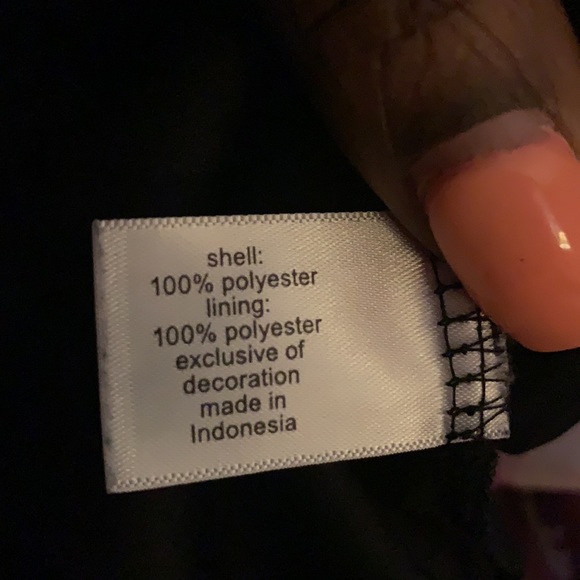 shell:
100% polyester
lining:
100% polyester
exclusive of
decoration
made in
Indonesia